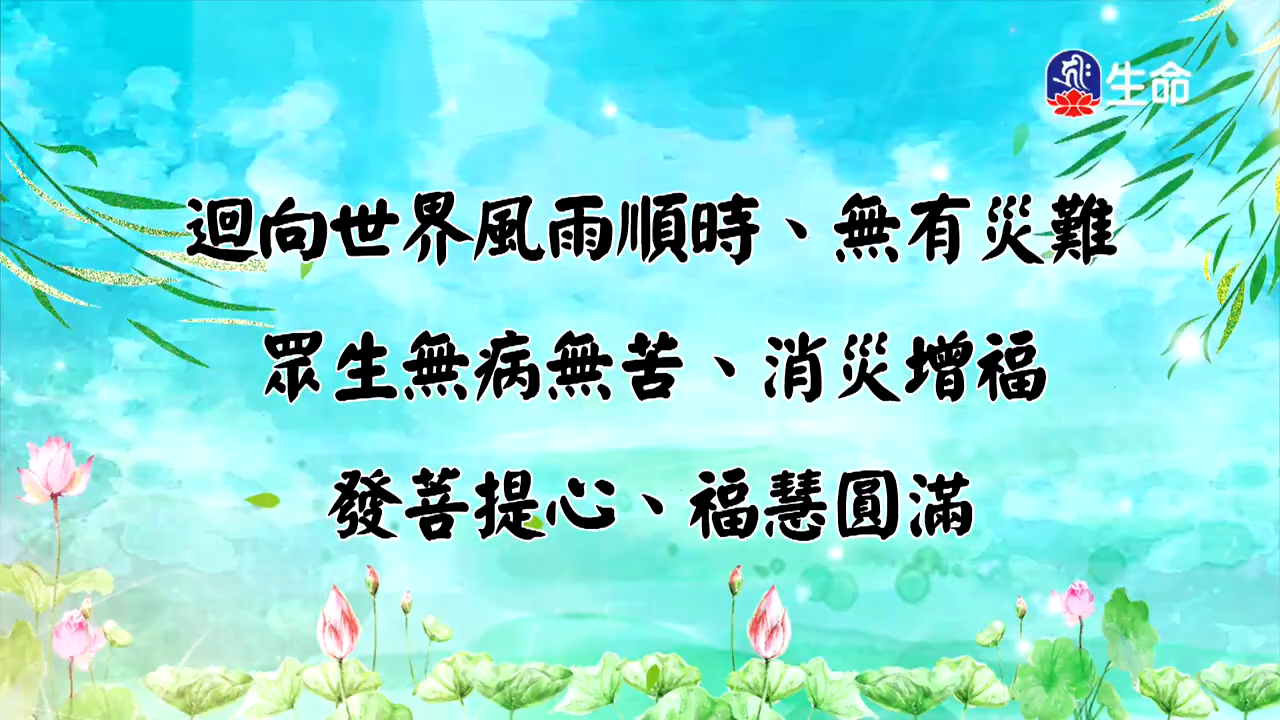 生命
迴向世界風雨順時、無有災難
眾生無病無苦、消災增福
發菩提心、福慧圓滿